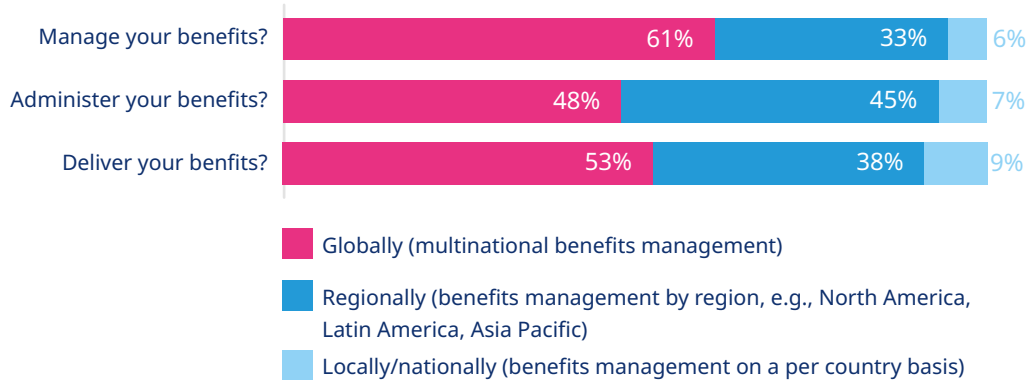 Manage your benefits? 61% 33% 6%
Administer your benefits? 48% 45% 7%
Deliver your benfits? 53% 38% 9%
Globally (multinational benefits management)
Regionally (benefits management by region, e.g., North America,
Latin America, Asia Pacific)
Locally/nationally (benefits management on a per country basis)